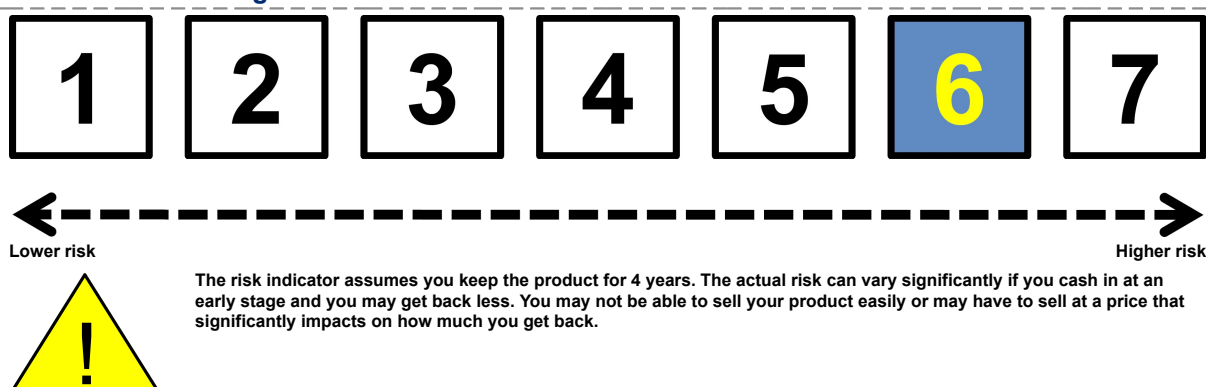 1 2 3 4 5 6 7
Lower risk Higher risk
The risk indicator assumes you keep the product for 4 years. The actual risk can vary significantly if you cash in at an
early stage and you may get back less. You may not be able to sell your product easily or may have to sell at a price that
significantly impacts on how much you get back.
!